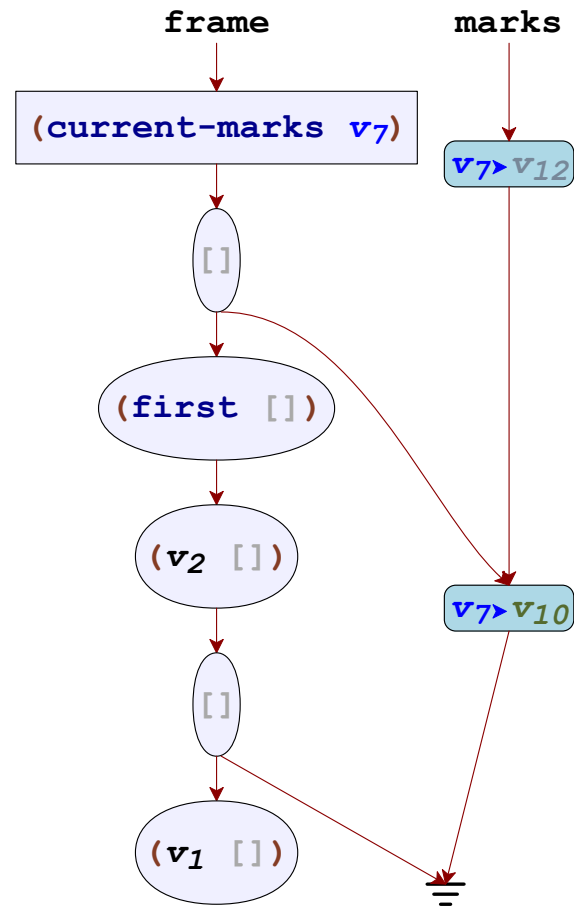 frame marks
(current-marks v7)
v7➤v12
[]
(first [])
(v2 [])
v7➤v10
[]
(v1 [])